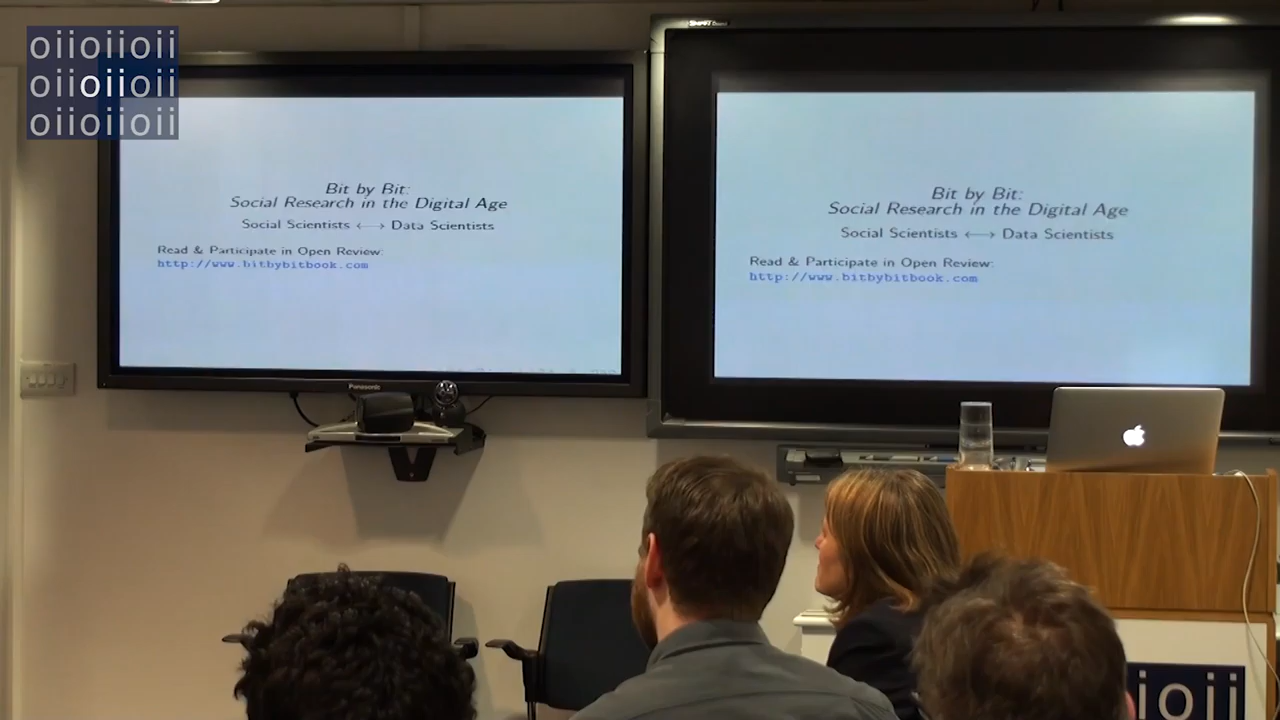 oiioiioii
oiioiioii
oiioiioii
SMART
Bit by Bit:
Social Research in the Digital Age
Social Scientists ⟷ Data Scientists
Read & Participate in Open Review:
http://www.bitbybitbook.com
Panasonic
Bit by Bit:
Social Research in the Digital Age
Social Scientists ⟷ Data Scientists
Read & Participate in Open Review:
http://www.bitbybitbook.com
ioii